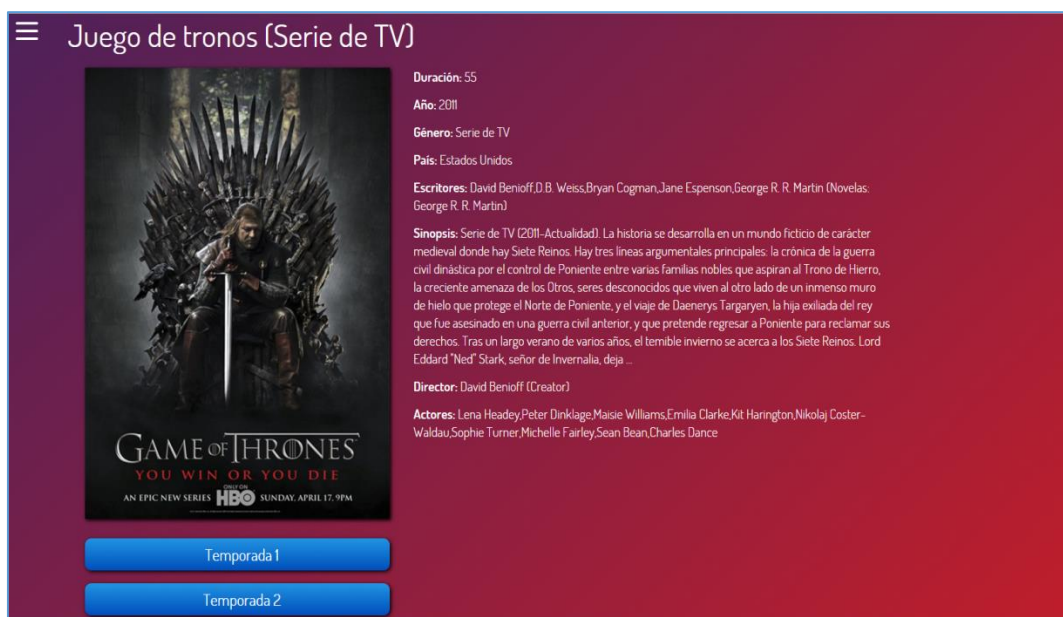 Juego de tronos (Serie de TV)
GAME OF THRONES
YOU WIN OR YOU DIE
AN EPIC NEW SERIES ONLY ON HBO SUNDAY, APRIL 17, 9PM
Temporada 1
Temporada 2
Duración: 55
Año: 2011
Género: Serie de TV
País: Estados Unidos
Escritores: David Benioff,D.B. Weiss,Bryan Cogman,Jane Espenson,George R. R. Martin (Novelas:
George R. R. Martin)
Sinopsis: Serie de TV (2011-Actualidad). La historia se desarrolla en un mundo ficticio de carácter
medieval donde hay Siete Reinos. Hay tres líneas argumentales principales: la crónica de la guerra
civil dinástica por el control de Poniente entre varias familias nobles que aspiran al Trono de Hierro,
la creciente amenaza de los Otros, seres desconocidos que viven al otro lado de un inmenso muro
de hielo que protege el Norte de Poniente, y el viaje de Daenerys Targaryen, la hija exiliada del rey
que fue asesinado en una guerra civil anterior, y que pretende regresar a Poniente para reclamar sus
derechos. Tras un largo verano de varios años, el temible invierno se acerca a los Siete Reinos. Lord
Eddard "Ned" Stark, señor de Invernalia, deja ...
Director: David Benioff (Creator)
Actores: Lena Headey,Peter Dinklage,Maisie Williams,Emilia Clarke,Kit Harington,Nikolaj Coster-
Waldau,Sophie Turner,Michelle Fairley,Sean Bean,Charles Dance